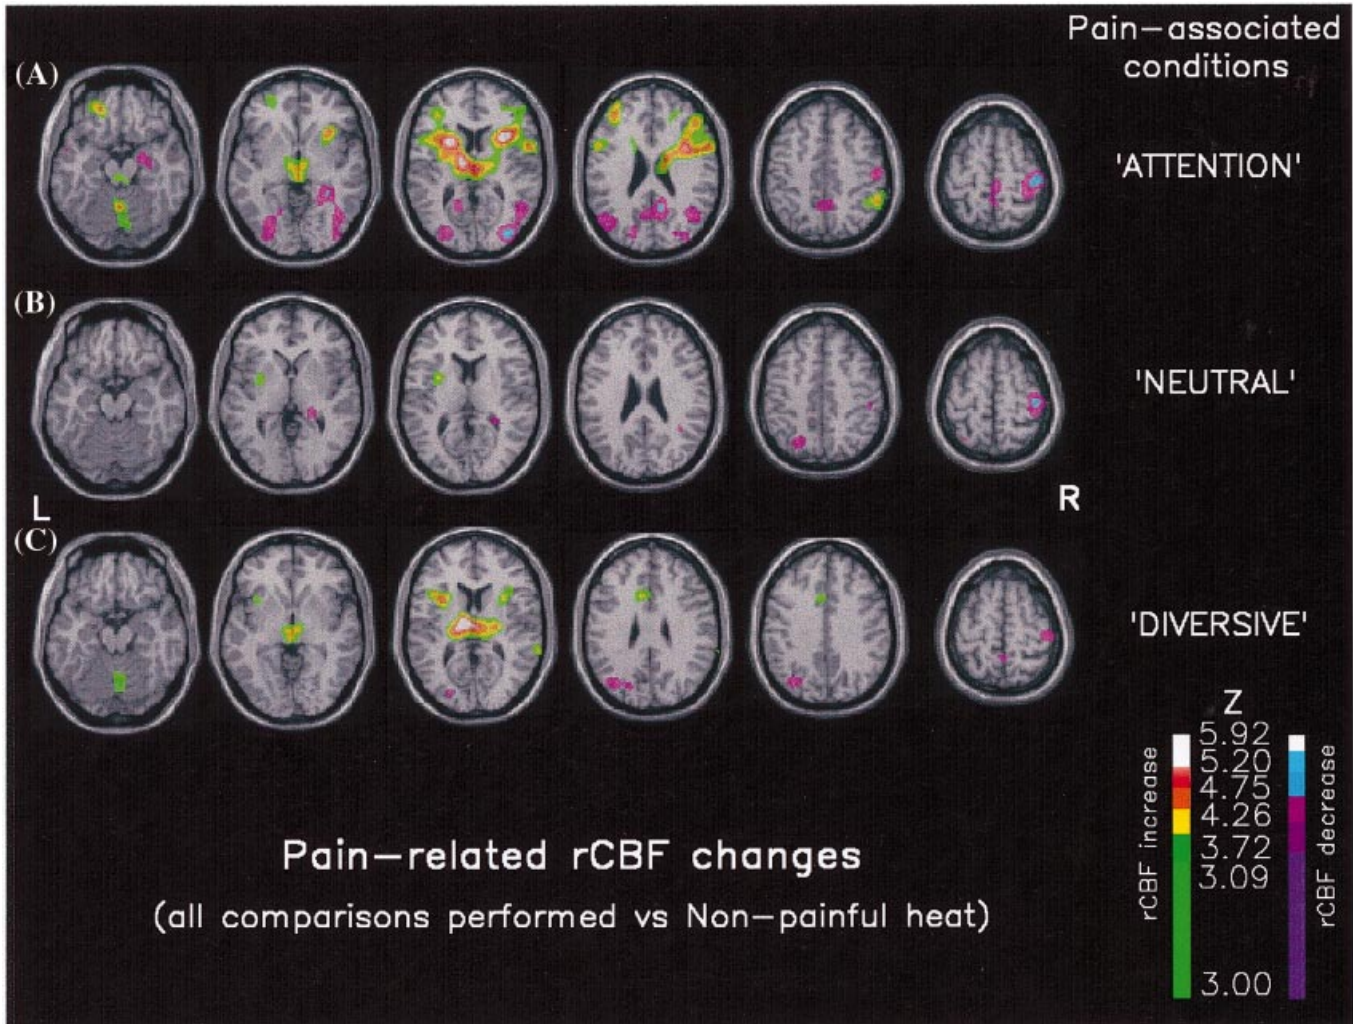 Pain-associated
conditions
(A)
'ATTENTION'
(B)
'NEUTRAL'
L
R
(C)
'DIVERSIVE'
Z
5.92
5.20
4.75
4.26
3.72
3.09
3.00
rCBF increase
rCBF decrease
Pain-related rCBF changes
(all comparisons performed vs Non-painful heat)